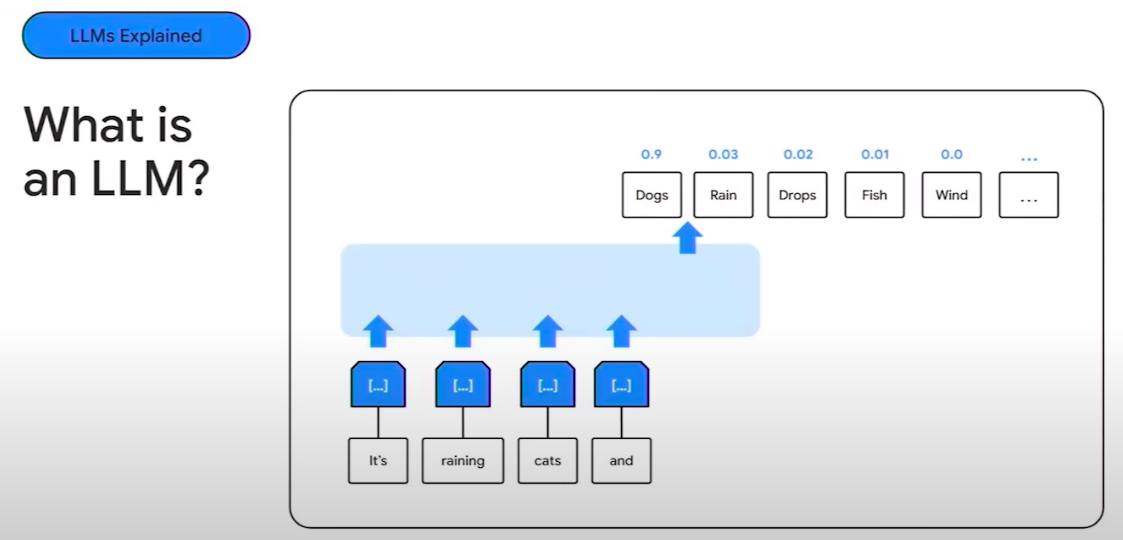 LLMs Explained
What is
an LLM?
0.9 0.03 0.02 0.01 0.0 ...
Dogs Rain Drops Fish Wind ...
[...] [...] [...] [...]
It's raining cats and